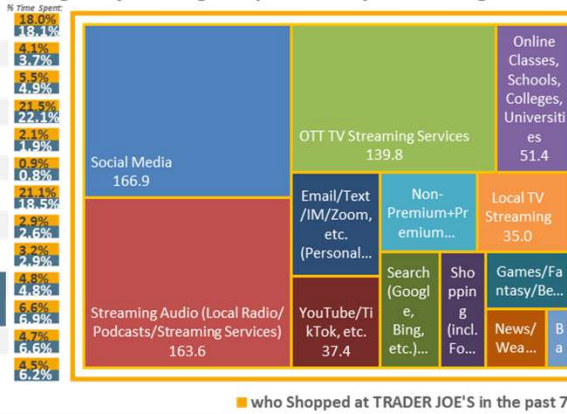 % Time Spent:
18.0%
18.1%
4.1%
3.7%
5.5%
4.9%
21.5%
22.1%
2.1%
1.9%
0.9%
0.8%
21.1%
18.5%
2.9%
2.6%
3.2%
2.9%
4.8%
4.8%
6.6%
6.9%
4.7%
6.6%
4.5%
6.2%
Social Media
166.9
Streaming Audio (Local Radio/
Podcasts/Streaming Services)
163.6
OTT TV Streaming Services
139.8
Online
Classes,
Schools,
Colleges,
Universiti
es
51.4
Email/Text
/IM/Zoom,
etc.
(Personal...
YouTube/Ti
kTok, etc.
37.4
Non-
Premium+Pr
emium...
Local TV
Streaming
35.0
Search
(Googl
e,
Bing,
etc.)...
Sho
ppin
g
(incl.
Fo...
Games/Fa
ntasy/Be...
News/
Wea...
B
a
who Shopped at TRADER JOE'S in the past 7